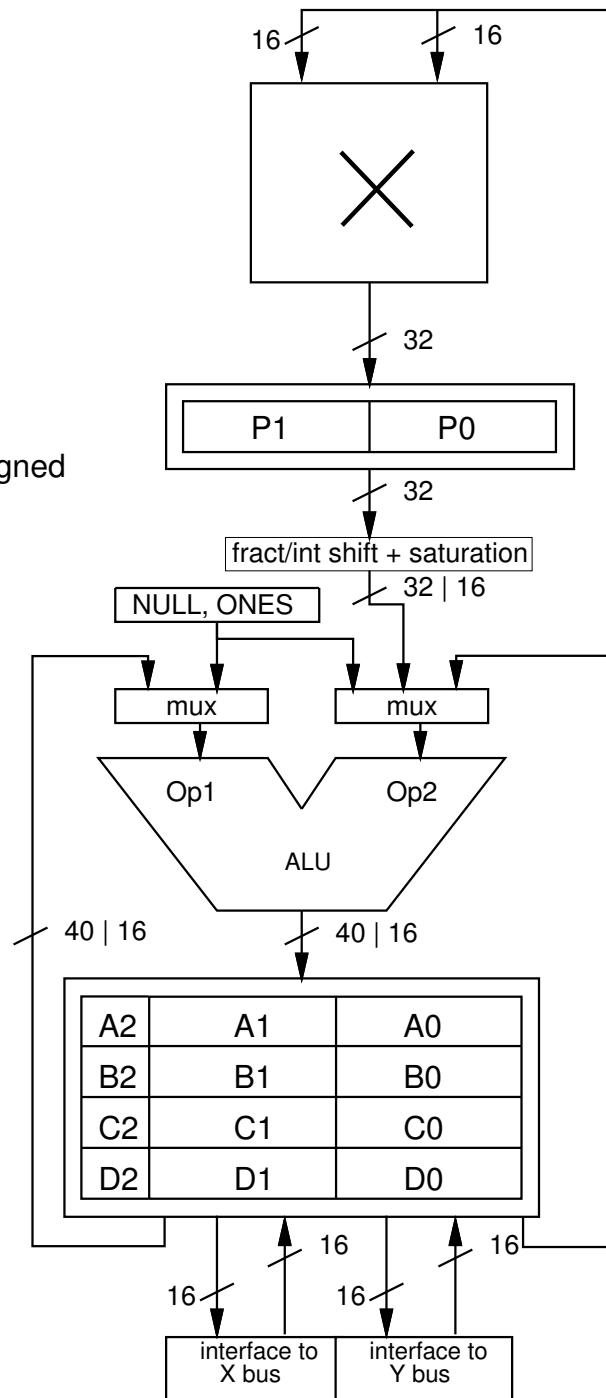 16 16
32
P1 P0
gned
32
fract/int shift + saturation
32 | 16
NULL, ONES
mux mux
Op1 Op2
ALU
40 | 16 40 | 16
A2 A1 A0
B2 B1 B0
C2 C1 C0
D2 D1 D0
16 16
16 16
interface to interface to
X bus Y bus